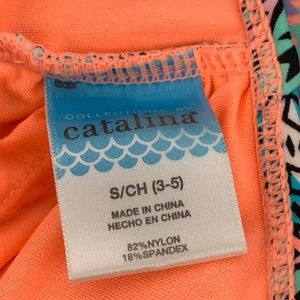 COLLECTIONS BY
catalina
S/CH (3-5)
MADE IN CHINA
HECHO EN CHINA
82%NYLON
18%SPANDEX